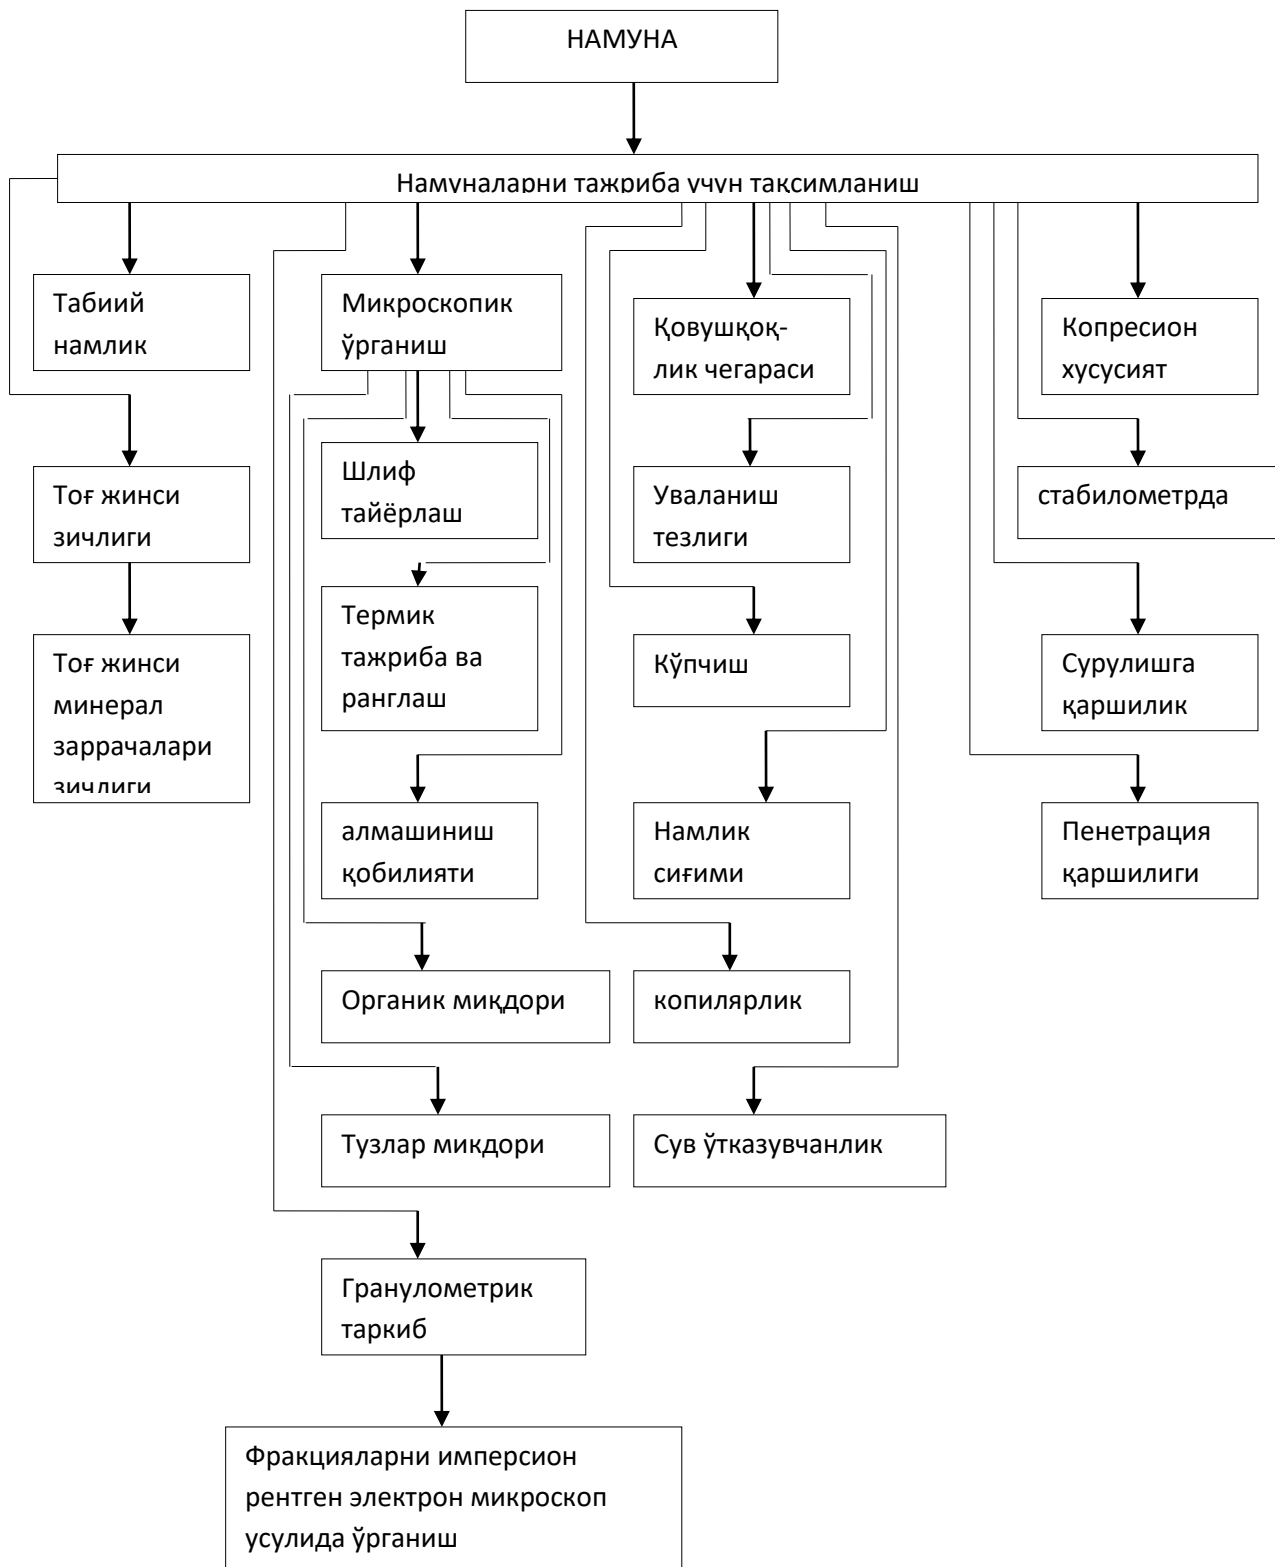 НАМУНА
Намуналарни тажриба учун тақсимланиш
Табиий
намлик
Микроскопик
ўрганиш
Қовушқоқ-
лик чегараси
Копресион
хусусият
Тоғ жинси
зичлиги
Шлиф
тайёрлаш
Уваланиш
тезлиги
стабилометрда
Тоғ жинси
минерал
заррачалари
зичлиги
Термик
тажриба ва
ранглаш
Кўпчиш
Сурулишга
қаршилик
алмашиниш
қобилияти
Намлик
сиғими
Пенетрация
қаршилиги
Органик миқдори
копилярлик
Тузлар микдори
Сув ўтказувчанлик
Гранулометрик
таркиб
Фракцияларни имперсион
рентген электрон микроскоп
усулида ўрганиш